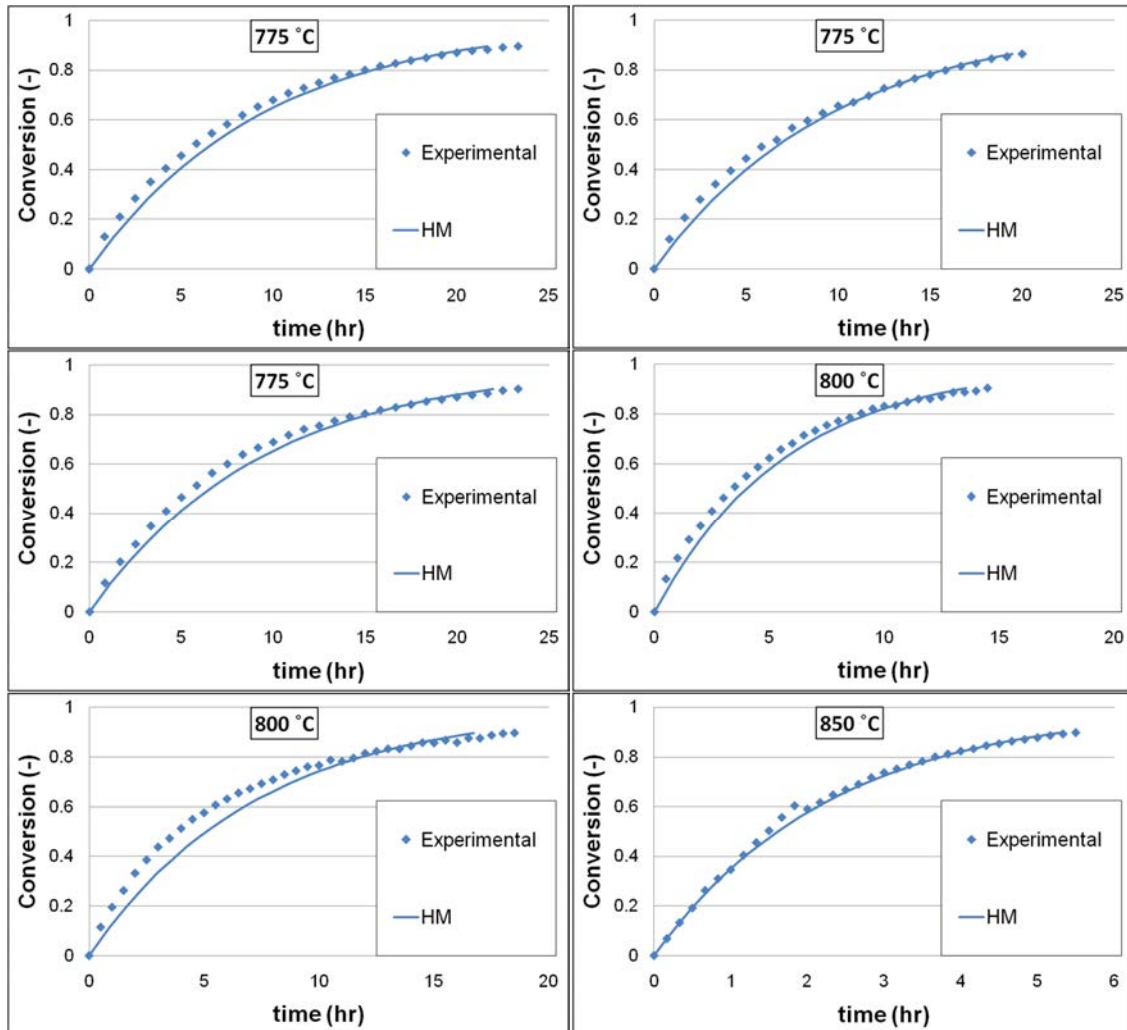 775 ˚C
Conversion (-)
1
0.8
0.6
0.4
0.2
0
Experimental
HM
0 5 10 15 20 25
time (hr)
775 ˚C
Conversion (-)
1
0.8
0.6
0.4
0.2
0
Experimental
HM
0 5 10 15 20 25
time (hr)
775 ˚C
Conversion (-)
1
0.8
0.6
0.4
0.2
0
Experimental
HM
0 5 10 15 20 25
time (hr)
800 ˚C
Conversion (-)
1
0.8
0.6
0.4
0.2
0
Experimental
HM
0 5 10 15 20
time (hr)
800 ˚C
Conversion (-)
1
0.8
0.6
0.4
0.2
0
Experimental
HM
0 5 10 15 20
time (hr)
850 ˚C
Conversion (-)
1
0.8
0.6
0.4
0.2
0
Experimental
HM
0 1 2 3 4 5 6
time (hr)